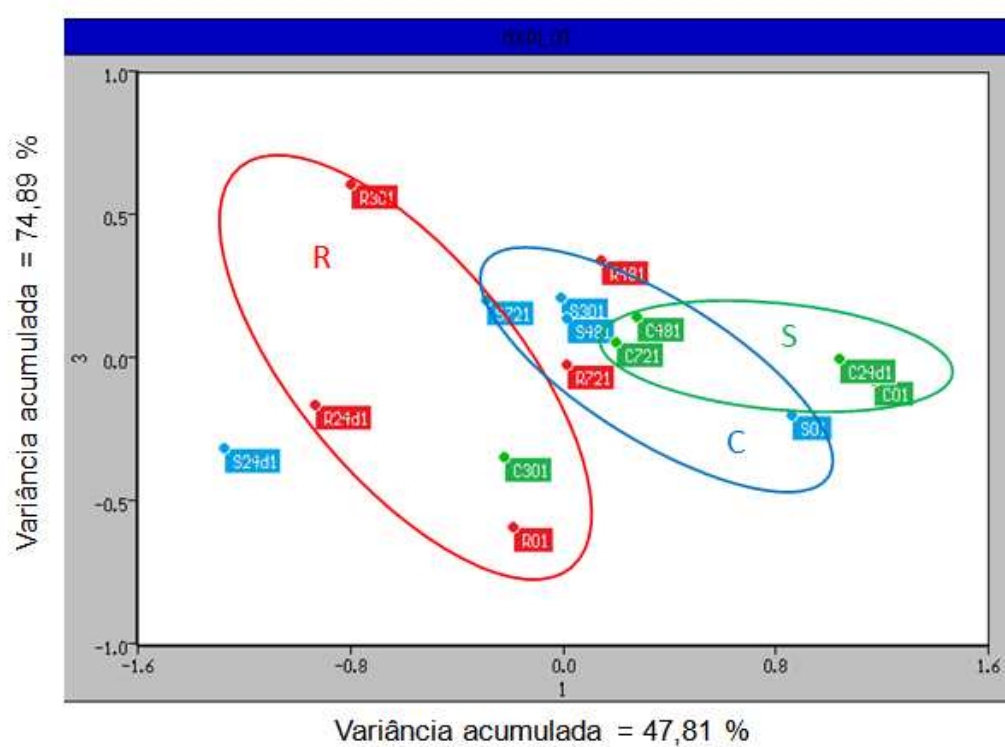 BIPLOT
Variância acumulada = 74,89 %
3
1.0
0.5
0.0
-0.5
-1.0
R301
R
R481
S721
S301
S481
C481
C721
S
R721
C24d1
C01
R24d1
S01
C
S24d1
C301
R01
-1.6
-0.8
0.0
0.8
1.6
1
Variância acumulada = 47,81 %